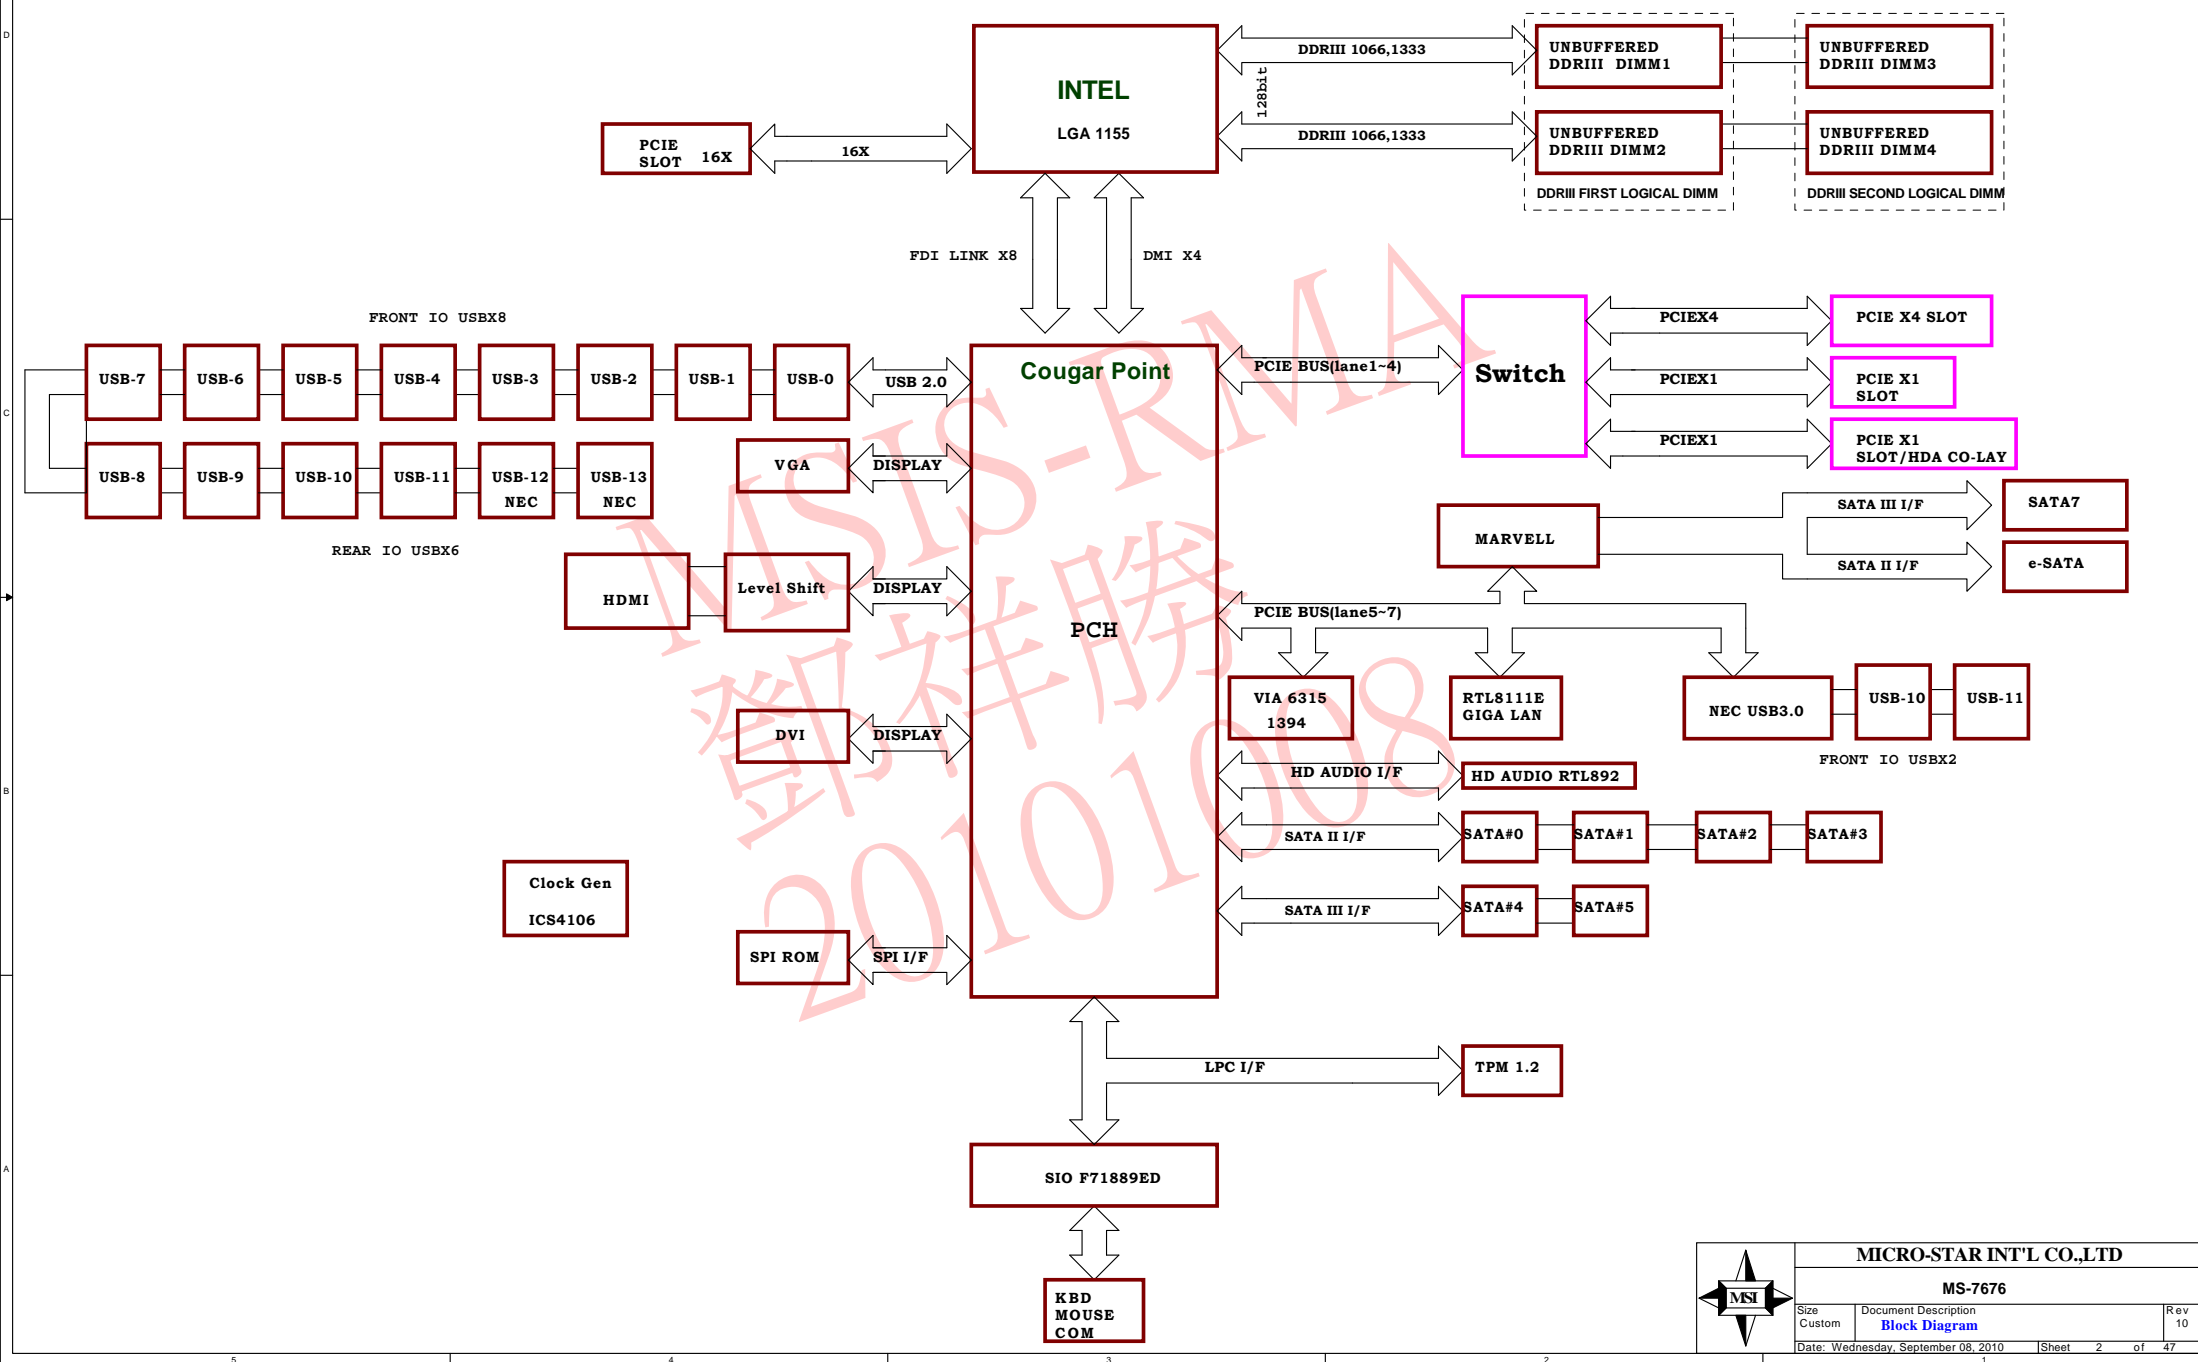 D
INTEL
LGA 1155
DDRIII 1066,1333
128bit
DDRIII 1066,1333
UNBUFFERED
DDRIII DIMM1
UNBUFFERED
DDRIII DIMM3
UNBUFFERED
DDRIII DIMM2
UNBUFFERED
DDRIII DIMM4
DDRIII FIRST LOGICAL DIMM
DDRIII SECOND LOGICAL DIMM
PCIE
SLOT 16X
16X
FDI LINK X8
DMI X4
FRONT IO USBX8
USB-7
USB-6
USB-5
USB-4
USB-3
USB-2
USB-1
USB-0
USB 2.0
C
USB-8
USB-9
USB-10
USB-11
USB-12
NEC
USB-13
NEC
REAR IO USBX6
VGA
DISPLAY
HDMI
Level Shift
DISPLAY
DVI
DISPLAY
Cougar Point
PCH
PCIE BUS(lane1~4)
Switch
PCIEX4
PCIE X4 SLOT
PCIEX1
PCIE X1
SLOT
PCIEX1
PCIE X1
SLOT/HDA CO-LAY
MARVELL
SATA III I/F
SATA7
SATA II I/F
e-SATA
PCIE BUS(lane5~7)
VIA 6315
1394
RTL8111E
GIGA LAN
NEC USB3.0
USB-10
USB-11
FRONT IO USBX2
B
HD AUDIO I/F
HD AUDIO RTL892
SATA II I/F
SATA#0
SATA#1
SATA#2
SATA#3
SATA III I/F
SATA#4
SATA#5
Clock Gen
ICS4106
SPI ROM
SPI I/F
LPC I/F
TPM 1.2
A
SIO F71889ED
KBD
MOUSE
COM
MSIS-RMA
鄧祥勝
20101008
MSI
MICRO-STAR INT'L CO.,LTD
MS-7676
Size
Custom
Document Description
Block Diagram
Rev
10
Date: Wednesday, September 08, 2010
Sheet 2 of 47
5
4
3
2
1